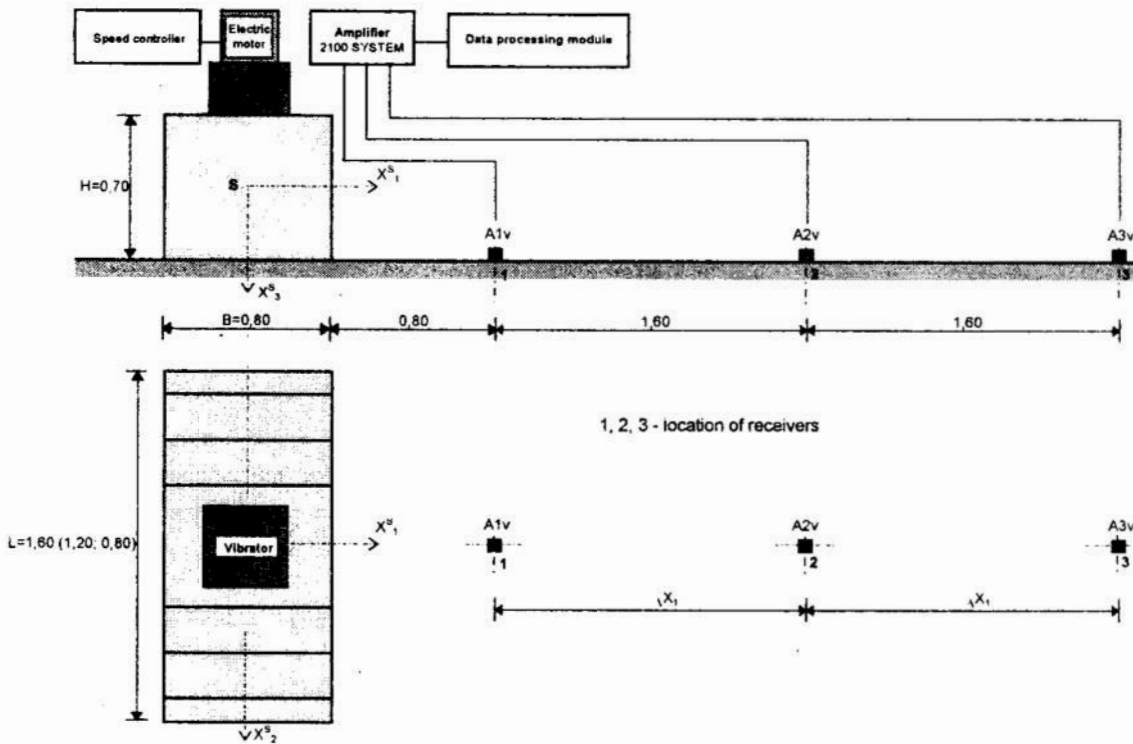 Speed controller
Electric
motor
Amplifier
2100 SYSTEM
Data processing module
H=0,70
S
X^S_1
A1v
A2v
A3v
1
2
3
X^S_3
B=0,80
0,80
1,60
1,60
1, 2, 3 - location of receivers
L=1,60 (1,20; 0,80)
Vibrator
X^S_1
A1v
A2v
A3v
1
2
3
X_1
X_1
X^S_2